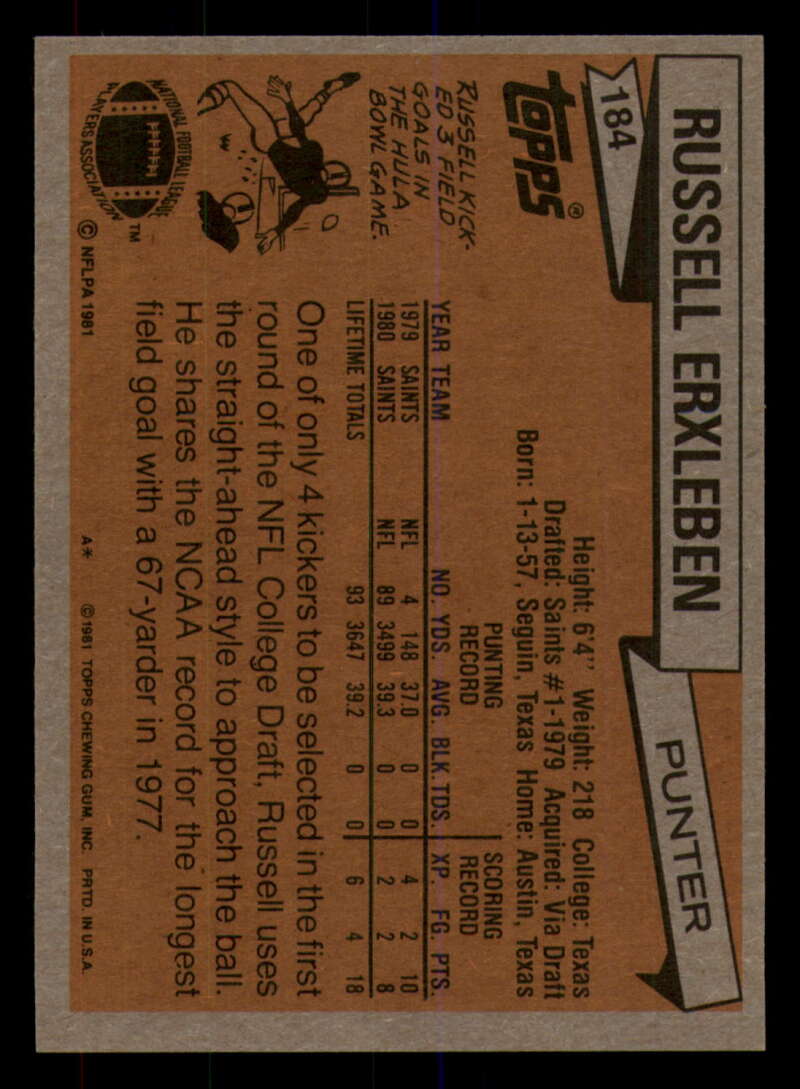 184
RUSSELL ERXLEBEN
PUNTER
TOPPS®
Height: 6'4" Weight: 218 College: Texas
Drafted: Saints #1-1979 Acquired: Via Draft
Born: 1-13-57, Seguin, Texas Home: Austin, Texas
RUSSELL KICK-
ED 3 FIELD
GOALS IN
THE HULA
BOWL GAME.
PUNTING RECORD SCORING RECORD
YEAR TEAM NO. YDS. AVG. BLK. TDS. XP. FG. PTS.
1979 SAINTS NFL 4 148 37.0 0 0 4 2 10
1980 SAINTS NFL 89 3499 39.3 0 0 2 2 8
LIFETIME TOTALS 93 3647 39.2 0 0 6 4 18
One of only 4 kickers to be selected in the first
round of the NFL College Draft, Russell uses
the straight-ahead style to approach the ball.
He shares the NCAA record for the longest
field goal with a 67-yarder in 1977.
NATIONAL FOOTBALL LEAGUE
PLAYERS ASSOCIATION
TM
© NFLPA 1981
A* ©1981 TOPPS CHEWING GUM, INC. PRTD. IN U.S.A.